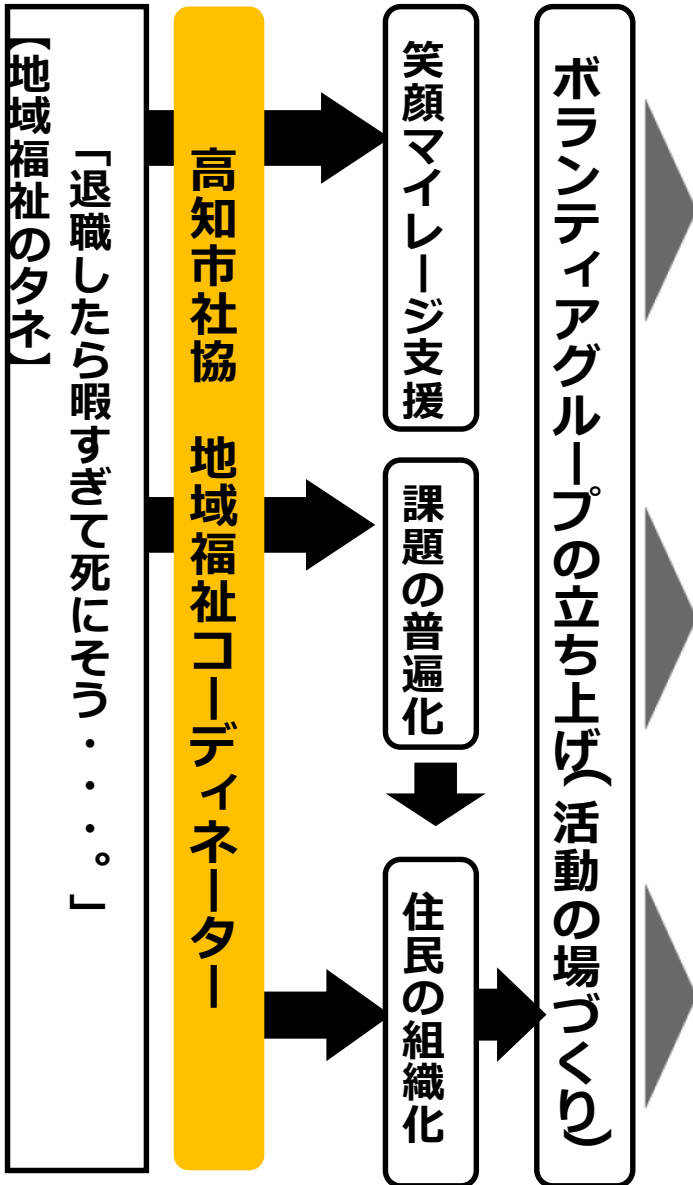 【地域福祉のタネ】
「退職したら暇すぎて死にそう・・・。」
高知市社協　地域福祉コーディネーター
笑顔マイレージ支援
課題の普遍化
住民の組織化
ボランティアグループの立ち上げ（活動の場づくり）